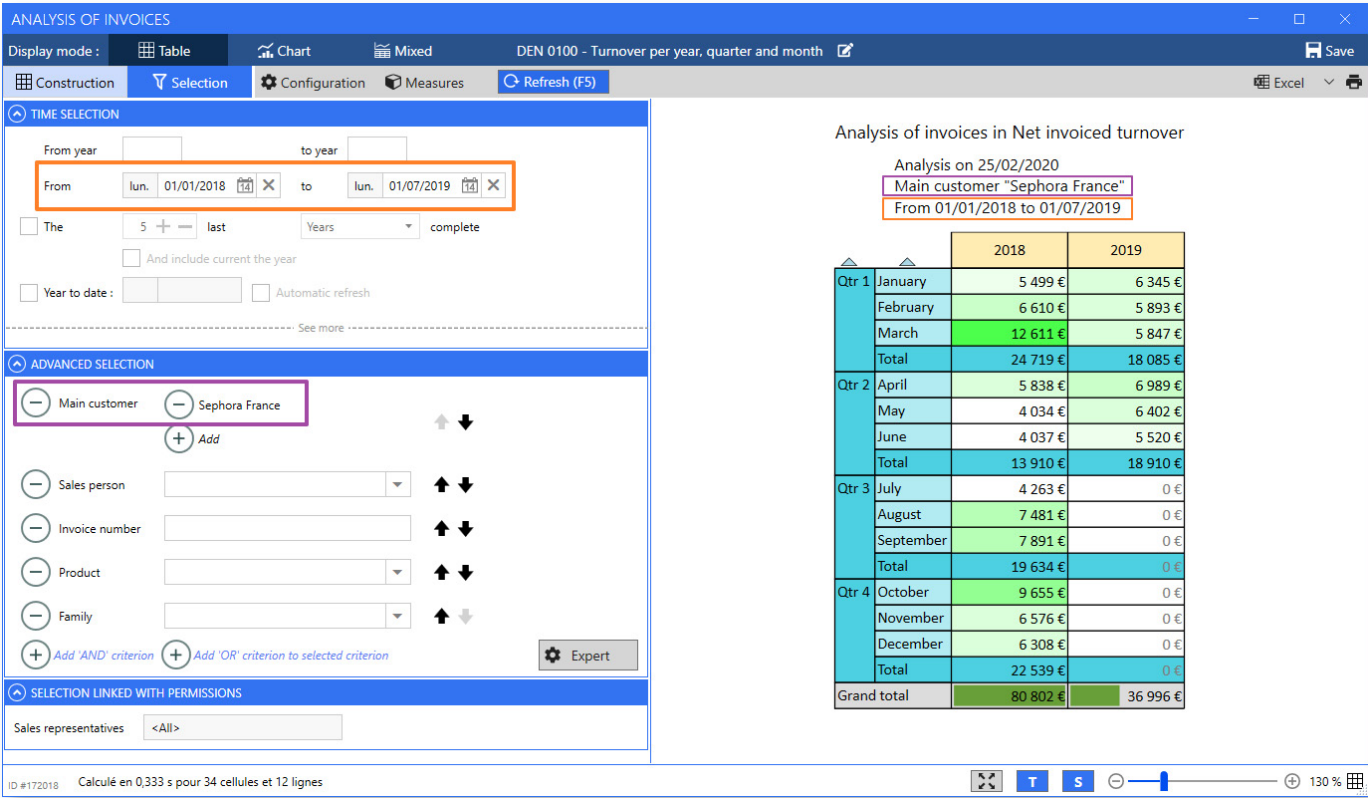 ANALYSIS OF INVOICES
Display mode : Table Chart Mixed DEN 0100 - Turnover per year, quarter and month Save
Construction Selection Configuration Measures Refresh (F5) Excel
TIME SELECTION
From year to year
From lun. 01/01/2018 14 to lun. 01/07/2019 14
The 5 last Years complete
And include current the year
Year to date : Automatic refresh
See more
ADVANCED SELECTION
Main customer Sephora France
Add
Sales person
Invoice number
Product
Family
Add 'AND' criterion Add 'OR' criterion to selected criterion Expert
SELECTION LINKED WITH PERMISSIONS
Sales representatives <All>
Analysis of invoices in Net invoiced turnover
Analysis on 25/02/2020
Main customer "Sephora France"
From 01/01/2018 to 01/07/2019
2018 2019
Qtr 1 January 5 499 € 6 345 €
February 6 610 € 5 893 €
March 12 611 € 5 847 €
Total 24 719 € 18 085 €
Qtr 2 April 5 838 € 6 989 €
May 4 034 € 6 402 €
June 4 037 € 5 520 €
Total 13 910 € 18 910 €
Qtr 3 July 4 263 € 0 €
August 7 481 € 0 €
September 7 891 € 0 €
Total 19 634 € 0 €
Qtr 4 October 9 655 € 0 €
November 6 576 € 0 €
December 6 308 € 0 €
Total 22 539 € 0 €
Grand total 80 802 € 36 996 €
ID #172018 Calculé en 0,333 s pour 34 cellules et 12 lignes T S 130 %